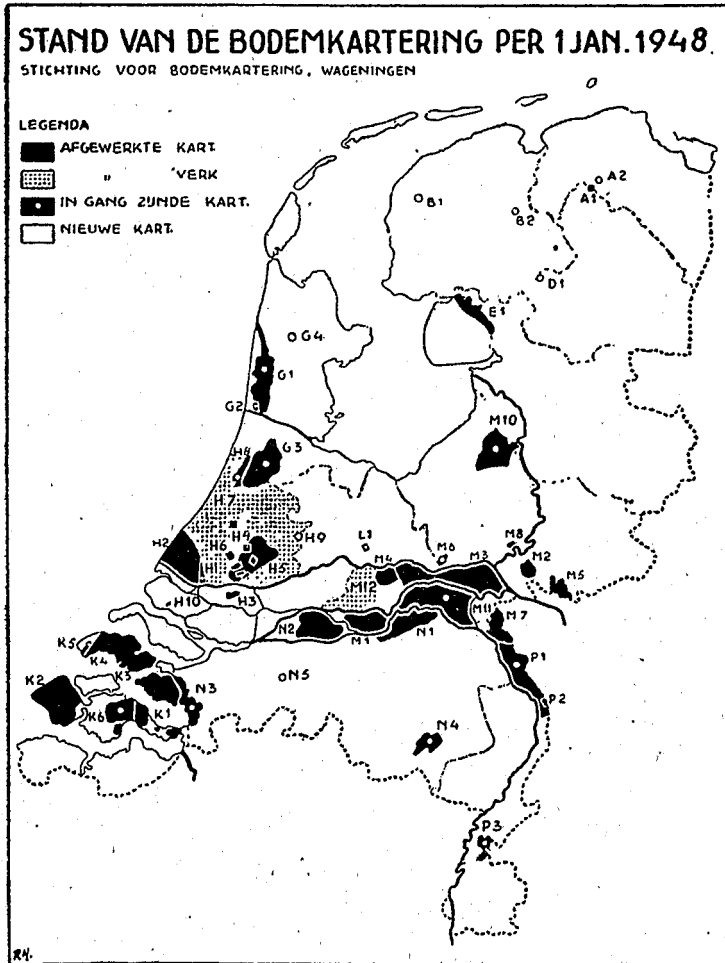 STAND VAN DE BODEMKARTERING PER 1 JAN. 1948.
STICHTING VOOR BODEMKARTERING, WAGENINGEN
LEGENDA
AFGEWERKTE KART.
" VERK
IN GANG ZIJNDE KART.
NIEUWE KART.
A2
A1
B1
B2
D1
E1
G4
G1
G2
M10
G3
H8
H7
H4
H9
H2
H6
H5
H1
L1
M6
M8
M4
M3
M2
M5
M12
H10
H3
M11
M7
N2
M1
N1
K5
K4
P1
K2
K3
N3
N5
P2
K6
K1
N4
P3
R4.